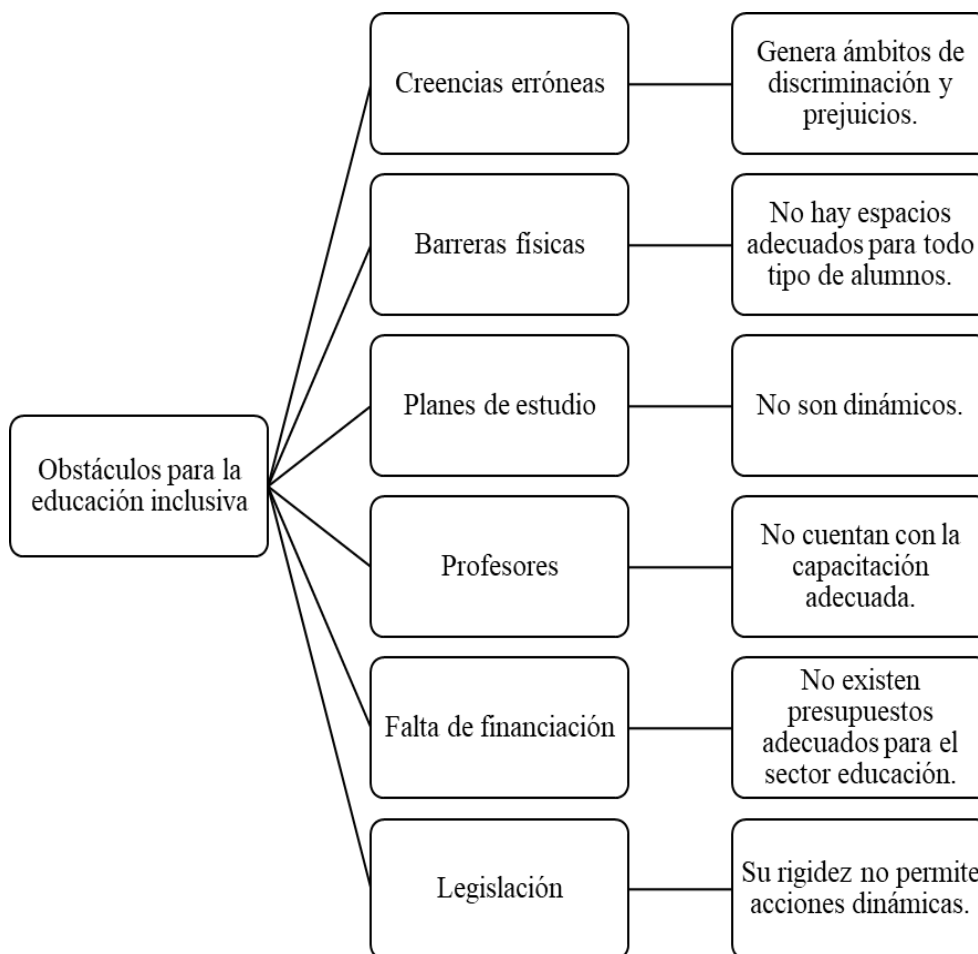 Obstáculos para la
educación inclusiva
Creencias erróneas
Genera ámbitos de
discriminación y
prejuicios.
Barreras físicas
No hay espacios
adecuados para todo
tipo de alumnos.
Planes de estudio
No son dinámicos.
Profesores
No cuentan con la
capacitación
adecuada.
Falta de financiación
No existen
presupuestos
adecuados para el
sector educación.
Legislación
Su rigidez no permite
acciones dinámicas.